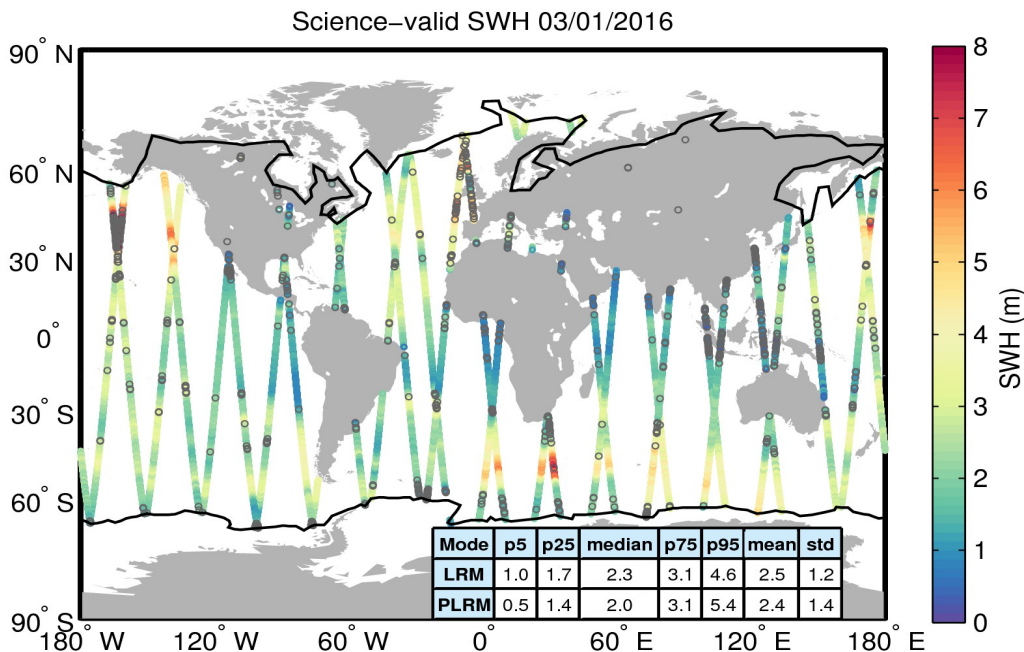 Science−valid SWH 03/01/2016
90° N
60° N
30° N
0°
30° S
60° S
90° S
180° W
120° W
60° W
0°
60° E
120° E
180° E
8
7
6
5
4
3
2
1
0
SWH (m)
Mode p5 p25 median p75 p95 mean std
LRM 1.0 1.7 2.3 3.1 4.6 2.5 1.2
PLRM 0.5 1.4 2.0 3.1 5.4 2.4 1.4